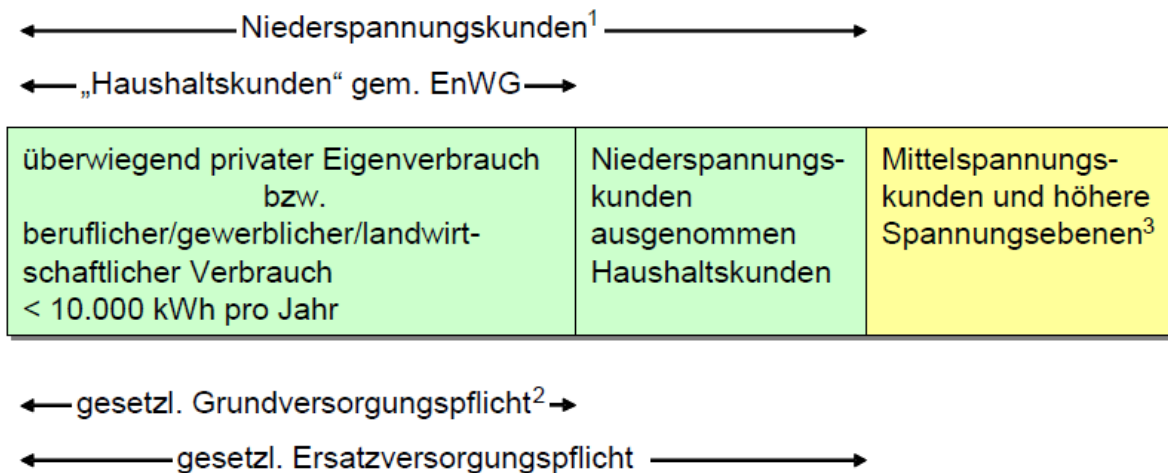 Niederspannungskunden¹
„Haushaltskunden“ gem. EnWG
überwiegend privater Eigenverbrauch
bzw.
beruflicher/gewerblicher/landwirt-
schaftlicher Verbrauch
< 10.000 kWh pro Jahr
Niederspannungs-
kunden
ausgenommen
Haushaltskunden
Mittelspannungs-
kunden und höhere
Spannungsebenen³
gesetzl. Grundversorgungspflicht²
gesetzl. Ersatzversorgungspflicht